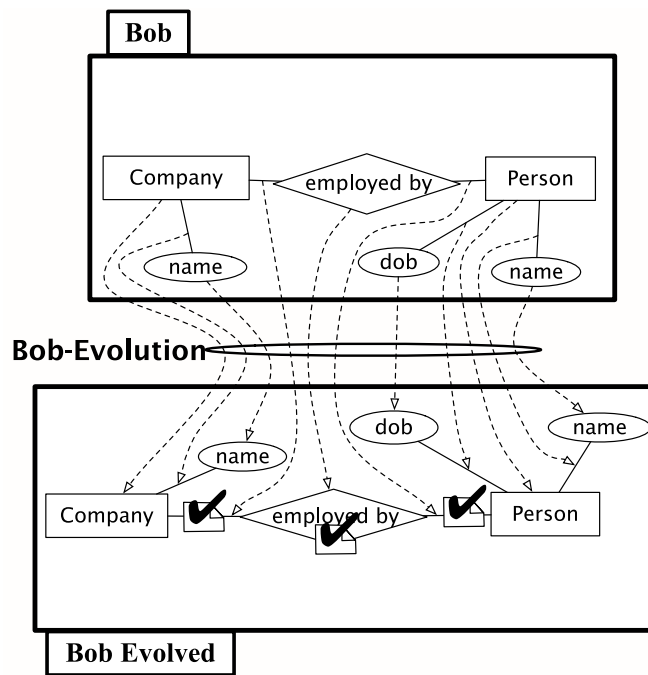 Bob
Company
employed by
Person
name
dob
name
Bob-Evolution
dob
name
name
Company
employed by
Person
Bob Evolved